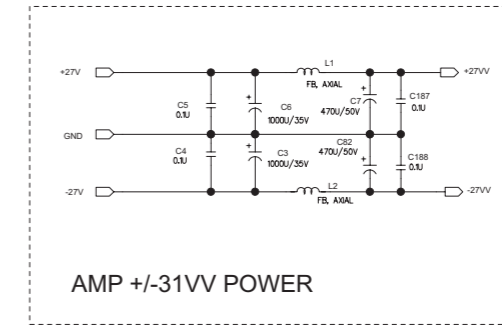 L1
+27V
+27VV
FB, AXIAL
C5
0.1U
+
C6
1000U/35V
+
C7
470U/50V
C187
0.1U
GND
C4
0.1U
+
C3
1000U/35V
+
C82
470U/50V
C188
0.1U
L2
-27V
-27VV
FB, AXIAL
AMP +/-31VV POWER